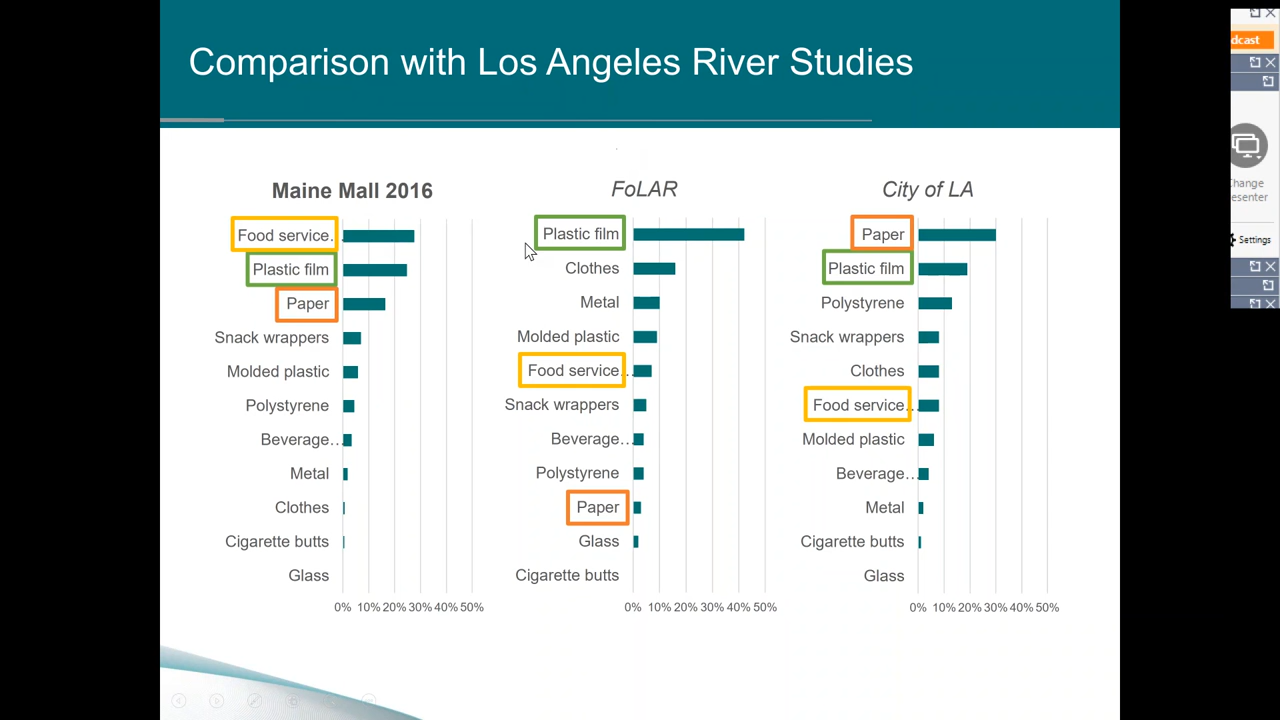 Comparison with Los Angeles River Studies
Maine Mall 2016
Food service...
Plastic film
Paper
Snack wrappers
Molded plastic
Polystyrene
Beverage...
Metal
Clothes
Cigarette butts
Glass
0% 10% 20% 30% 40% 50%
FoLAR
Plastic film
Clothes
Metal
Molded plastic
Food service...
Snack wrappers
Beverage...
Polystyrene
Paper
Glass
Cigarette butts
0% 10% 20% 30% 40% 50%
City of LA
Paper
Plastic film
Polystyrene
Snack wrappers
Clothes
Food service...
Molded plastic
Beverage...
Metal
Cigarette butts
Glass
0% 10% 20% 30% 40% 50%
dcast
Change
esenter
Settings